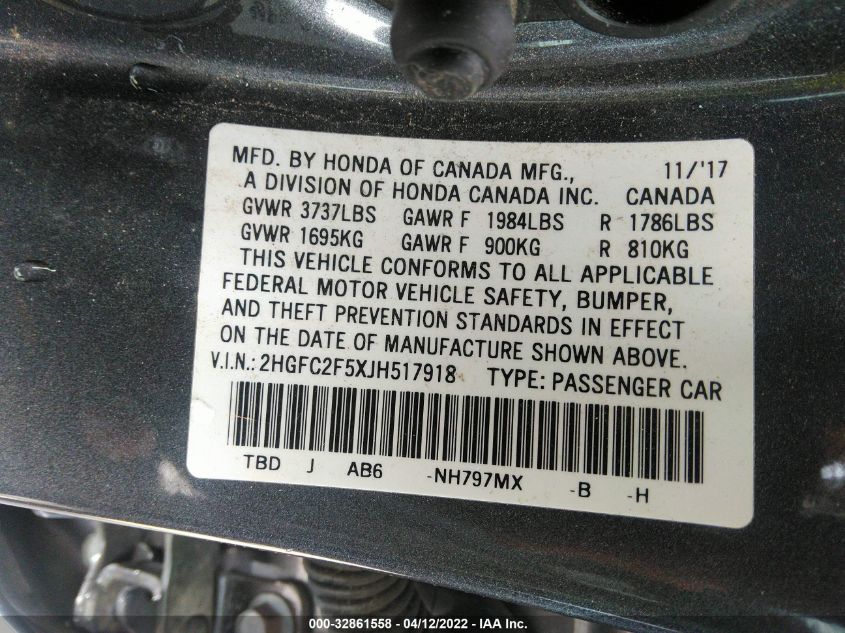 MFD. BY HONDA OF CANADA MFG., 11/'17
A DIVISION OF HONDA CANADA INC. CANADA
GVWR 3737LBS GAWR F 1984LBS R 1786LBS
GVWR 1695KG GAWR F 900KG R 810KG
THIS VEHICLE CONFORMS TO ALL APPLICABLE
FEDERAL MOTOR VEHICLE SAFETY, BUMPER,
AND THEFT PREVENTION STANDARDS IN EFFECT
ON THE DATE OF MANUFACTURE SHOWN ABOVE.
V.I.N.: 2HGFC2F5XJH517918 TYPE: PASSENGER CAR
TBD J AB6 -NH797MX -B -H
000-32861558 - 04/12/2022 - IAA Inc.